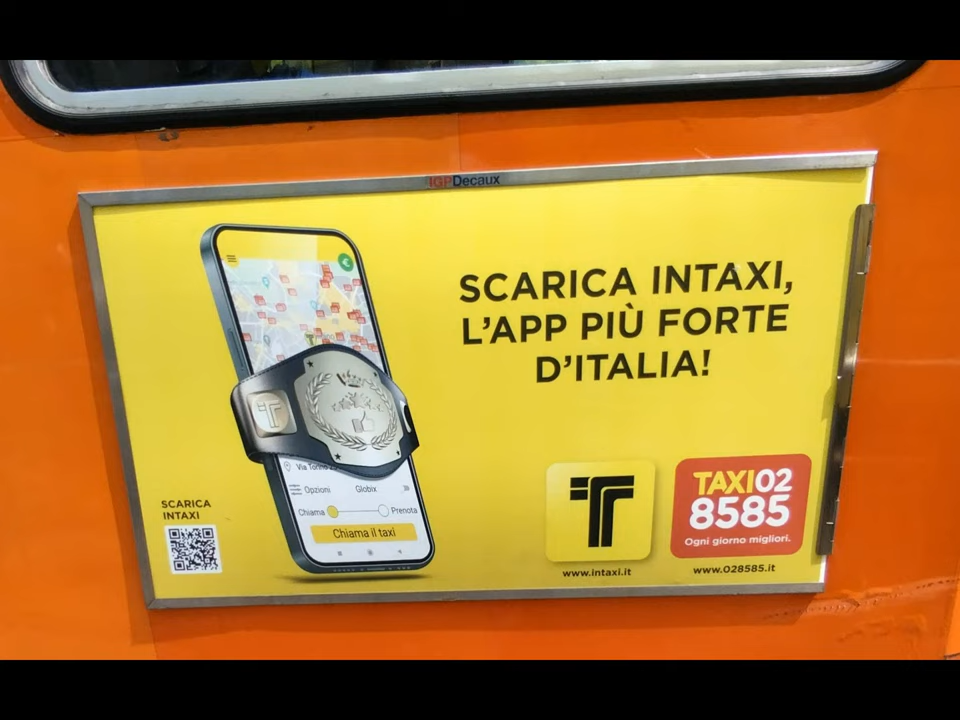 IGPDecaux
SCARICA INTAXI,
L'APP PIÙ FORTE
D'ITALIA!
Via Torino
Opzioni Globix
Chiama Prenota
Chiama il taxi
SCARICA
INTAXI
TAXI02
8585
Ogni giorno migliori.
www.intaxi.it
www.028585.it